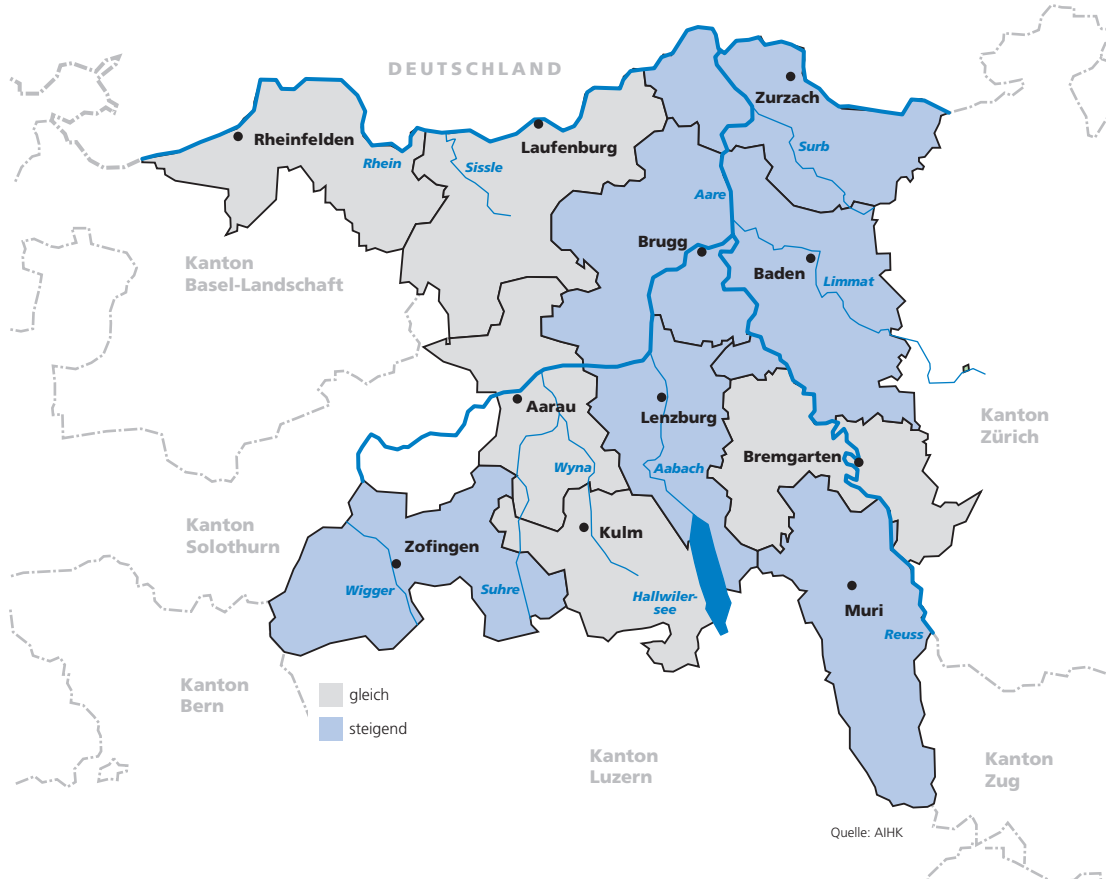 DEUTSCHLAND
Zurzach
Rheinfelden
Laufenburg
Rhein
Sissle
Surb
Aare
Brugg
Baden
Limmat
Kanton
Basel-Landschaft
Aarau
Lenzburg
Kanton
Zürich
Bremgarten
Wyna
Aabach
Kanton
Solothurn
Zofingen
Kulm
Wigger
Suhre
Hallwiler-
see
Muri
Reuss
Kanton
Bern
gleich
steigend
Kanton
Luzern
Kanton
Zug
Quelle: AIHK